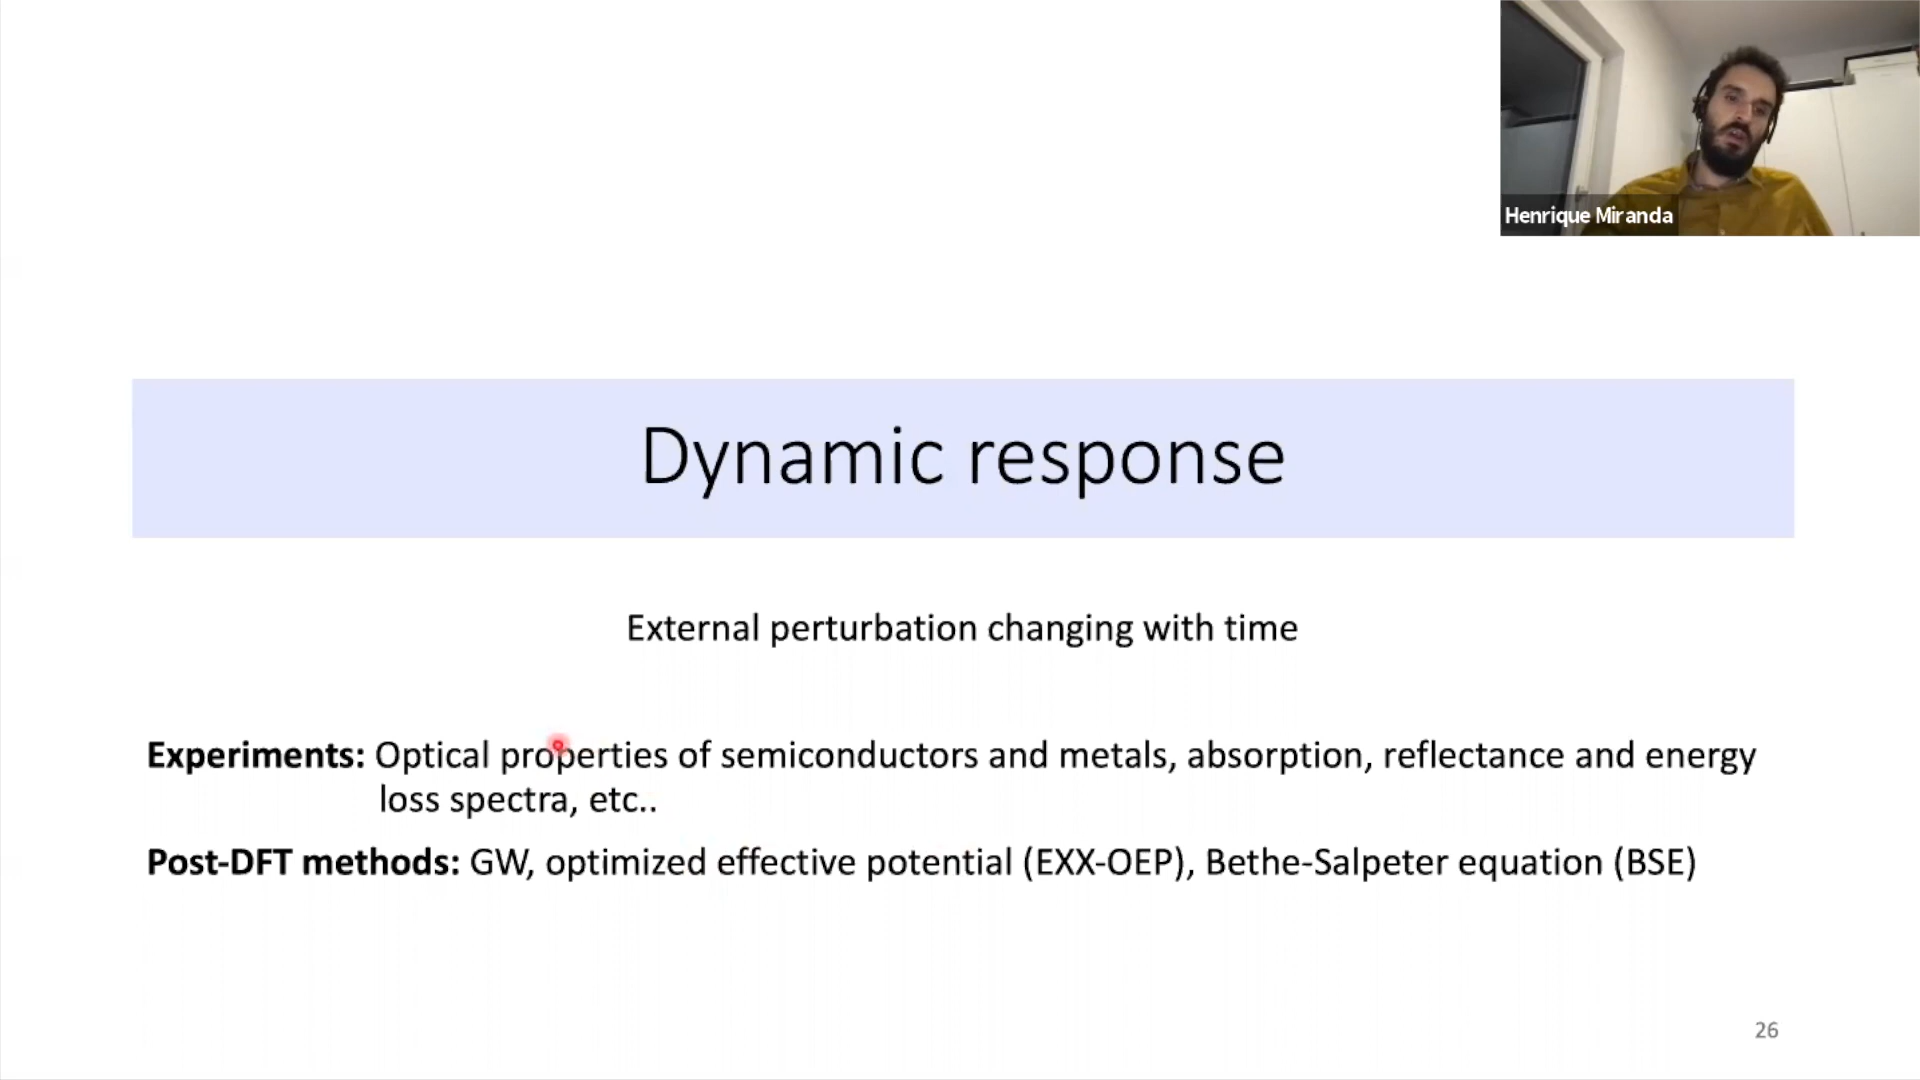 Henrique Miranda
Dynamic response
External perturbation changing with time
Experiments: Optical properties of semiconductors and metals, absorption, reflectance and energy
loss spectra, etc..
Post-DFT methods: GW, optimized effective potential (EXX-OEP), Bethe-Salpeter equation (BSE)
26